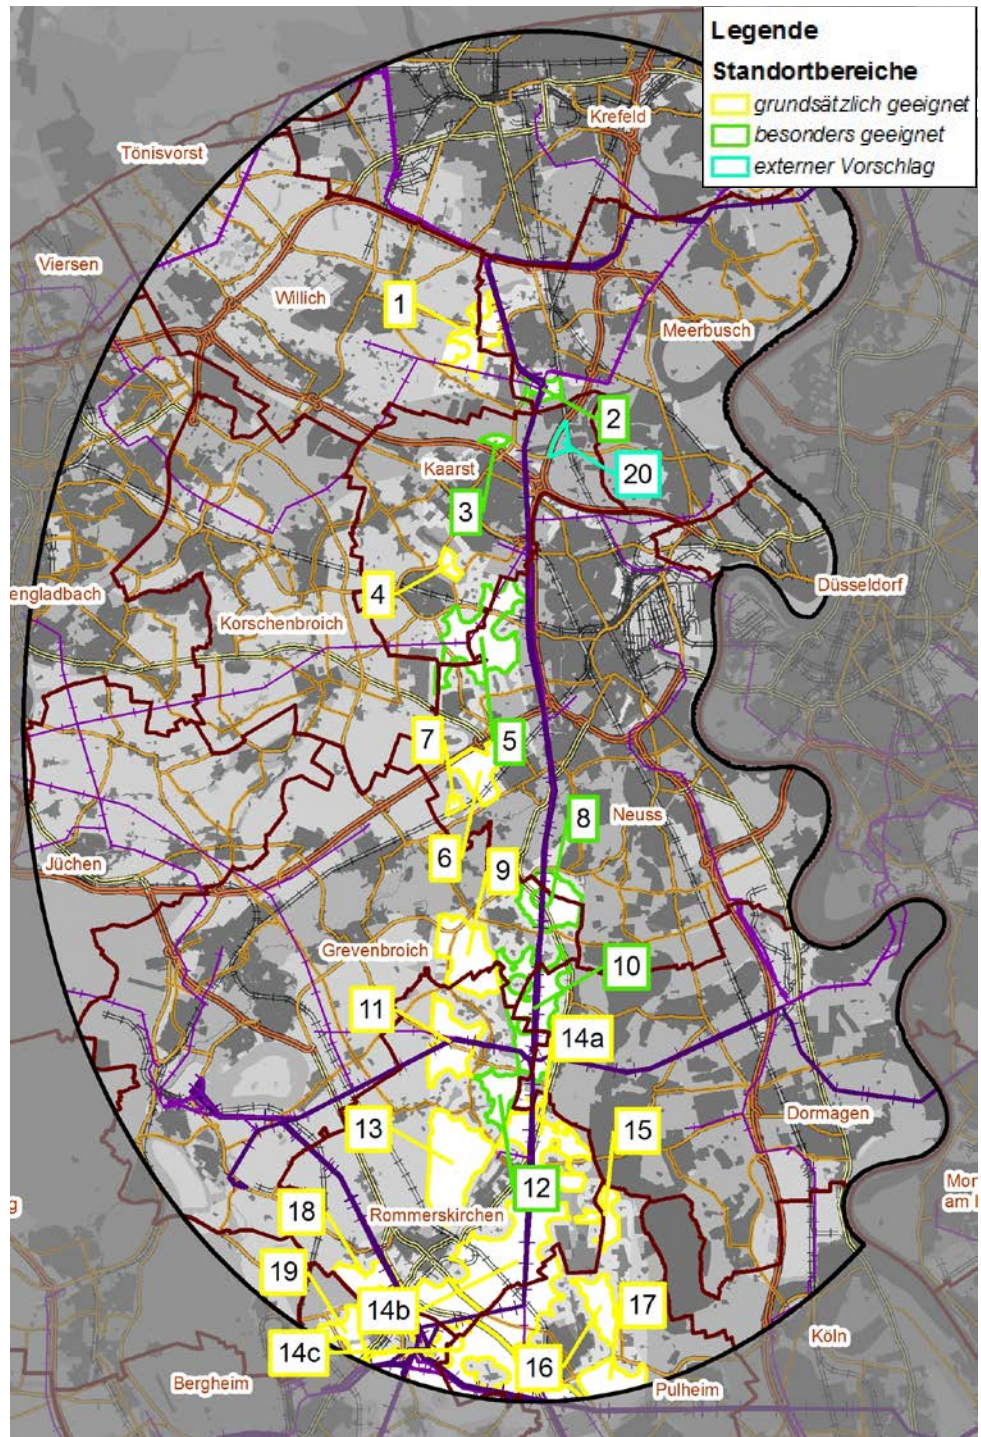 Legende
Standortbereiche
grundsätzlich geeignet
besonders geeignet
externer Vorschlag
Krefeld
Tönisvorst
Viersen
Willich
1
Meerbusch
2
Kaarst
20
3
4
Düsseldorf
engladbach
Korschenbroich
7
5
8
Neuss
6
9
Jüchen
Grevenbroich
10
11
14a
Dormagen
13
15
Mon
am
12
g
18
Rommerskirchen
19
14b
17
14c
16
Köln
Bergheim
Pulheim